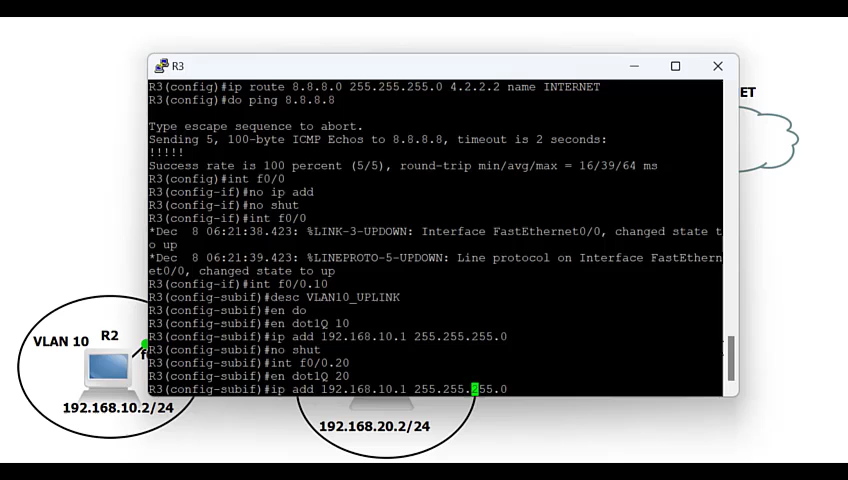 R3
R3(config)#ip route 8.8.8.0 255.255.255.0 4.2.2.2 name INTERNET
R3(config)#do ping 8.8.8.8
Type escape sequence to abort.
Sending 5, 100-byte ICMP Echos to 8.8.8.8, timeout is 2 seconds:
!!!!!
Success rate is 100 percent (5/5), round-trip min/avg/max = 16/39/64 ms
R3(config)#int f0/0
R3(config-if)#no ip add
R3(config-if)#no shut
R3(config-if)#int f0/0
*Dec  8 06:21:38.423: %LINK-3-UPDOWN: Interface FastEthernet0/0, changed state t
o up
*Dec  8 06:21:39.423: %LINEPROTO-5-UPDOWN: Line protocol on Interface FastEthern
et0/0, changed state to up
R3(config-if)#int f0/0.10
R3(config-subif)#desc VLAN10_UPLINK
R3(config-subif)#en do
R3(config-subif)#en dot1Q 10
R3(config-subif)#ip add 192.168.10.1 255.255.255.0
R3(config-subif)#no shut
R3(config-subif)#int f0/0.20
R3(config-subif)#en dot1Q 20
R3(config-subif)#ip add 192.168.10.1 255.255.255.0
ET
VLAN 10
R2
f
192.168.10.2/24
192.168.20.2/24